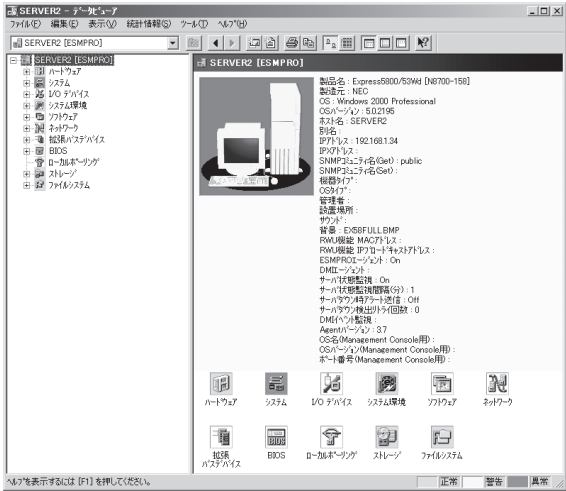 SERVER2 - ﾃﾞｰﾀﾋﾞｭｰｱ
ﾌｧｲﾙ(F) 編集(E) 表示(V) 統計情報(S) ﾂｰﾙ(T) ﾍﾙﾌﾟ(H)
SERVER2 [ESMPRO]
SERVER2 [ESMPRO]
ﾊｰﾄﾞｳｪｱ
ｼｽﾃﾑ
I/O ﾃﾞﾊﾞｲｽ
ｼｽﾃﾑ環境
ｿﾌﾄｳｪｱ
ﾈｯﾄﾜｰｸ
拡張ﾊﾞｽﾃﾞﾊﾞｲｽ
BIOS
ﾛｰｶﾙﾎﾟｰﾘﾝｸﾞ
ｽﾄﾚｰｼﾞ
ﾌｧｲﾙｼｽﾃﾑ
SERVER2 [ESMPRO]
製品名 : Express5800/53Wd [N8700-158]
製造元 : NEC
OS : Windows 2000 Professional
OSﾊﾞｰｼﾞｮﾝ : 5.0.2195
ﾎｽﾄ名 : SERVER2
別名 :
IPｱﾄﾞﾚｽ : 192.168.1.34
IPXｱﾄﾞﾚｽ :
SNMPｺﾐｭﾆﾃｨ名(Get) : public
SNMPｺﾐｭﾆﾃｨ名(Set) :
機器ﾀｲﾌﾟ :
OSﾀｲﾌﾟ :
管理者 :
設置場所 :
ｻｳﾝﾄﾞ :
背景 : EX58FULL.BMP
RWU機能 MACｱﾄﾞﾚｽ :
RWU機能 IPﾌﾞﾛｰﾄﾞｷｬｽﾄｱﾄﾞﾚｽ :
ESMPROｴｰｼﾞｪﾝﾄ : On
DMIｴｰｼﾞｪﾝﾄ :
ｻｰﾊﾞ状態監視 : On
ｻｰﾊﾞ状態監視間隔(分) : 1
ｻｰﾊﾞﾀﾞｳﾝ時ｱﾗｰﾄ送信 : Off
ｻｰﾊﾞﾀﾞｳﾝ検出ﾘﾄﾗｲ回数 : 0
DMIｲﾍﾞﾝﾄ監視 :
Agentﾊﾞｰｼﾞｮﾝ : 3.7
OS名(Management Console用) :
OSﾊﾞｰｼﾞｮﾝ(Management Console用) :
ﾎﾟｰﾄ番号(Management Console用) :
ﾊｰﾄﾞｳｪｱ ｼｽﾃﾑ I/O ﾃﾞﾊﾞｲｽ ｼｽﾃﾑ環境 ｿﾌﾄｳｪｱ ﾈｯﾄﾜｰｸ
拡張 BIOS ﾛｰｶﾙﾎﾟｰﾘﾝｸﾞ ｽﾄﾚｰｼﾞ ﾌｧｲﾙｼｽﾃﾑ
ﾊﾞｽﾃﾞﾊﾞｲｽ
ﾍﾙﾌﾟを表示するには [F1] を押してください。 正常 警告 異常